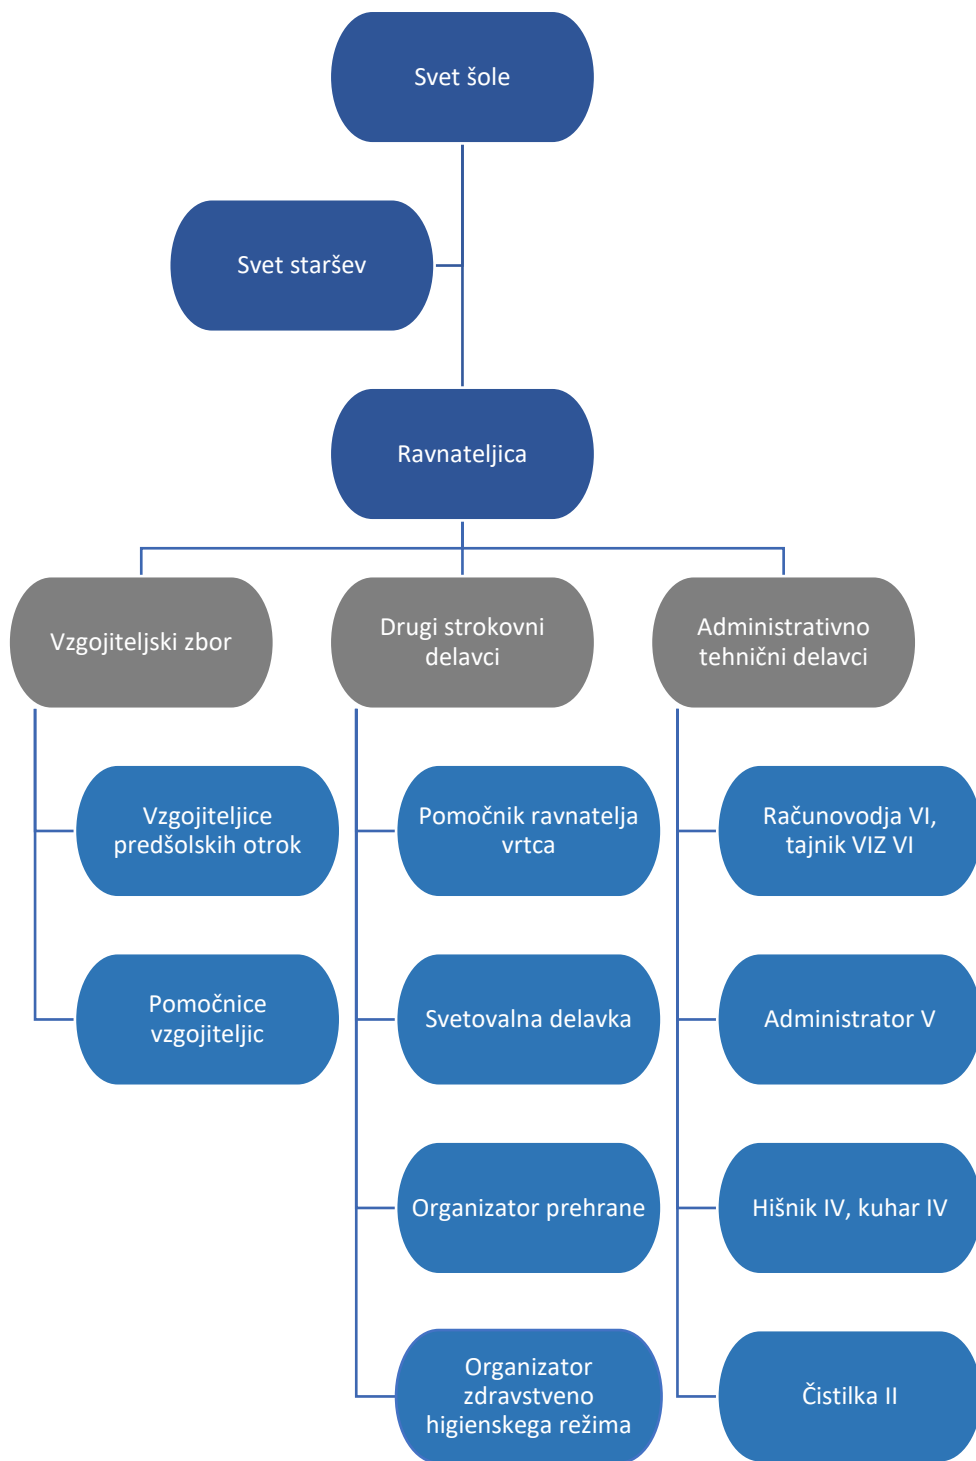 Svet šole
Svet staršev
Ravnateljica
Vzgojiteljski zbor
Drugi strokovni
delavci
Administrativno
tehnični delavci
Vzgojiteljice
predšolskih otrok
Pomočnik ravnatelja
vrtca
Računovodja VI,
tajnik VIZ VI
Pomočnice
vzgojiteljic
Svetovalna delavka
Administrator V
Organizator prehrane
Hišnik IV, kuhar IV
Organizator
zdravstveno
higienskega režima
Čistilka II